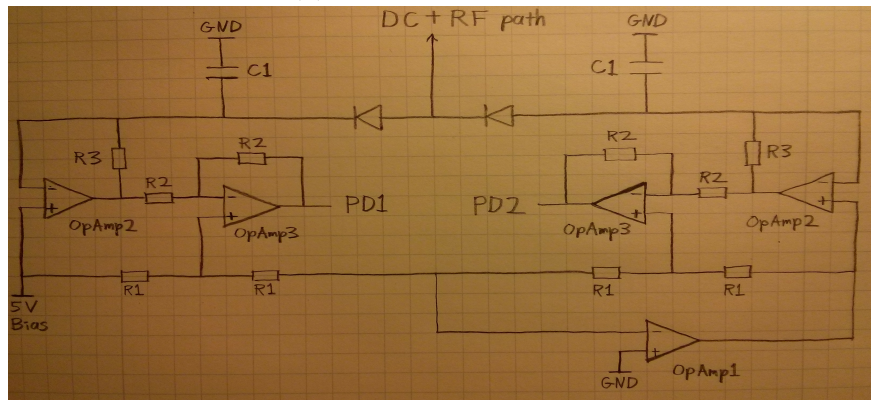 DC + RF path
GND
GND
C1
C1
R3
R2
R2
-
+
OpAmp2
-
+
OpAmp3
PD1
PD2
R2
R2
R3
-
+
OpAmp3
-
+
OpAmp2
R1
R1
R1
R1
5V
Bias
-
+
GND
OpAmp1